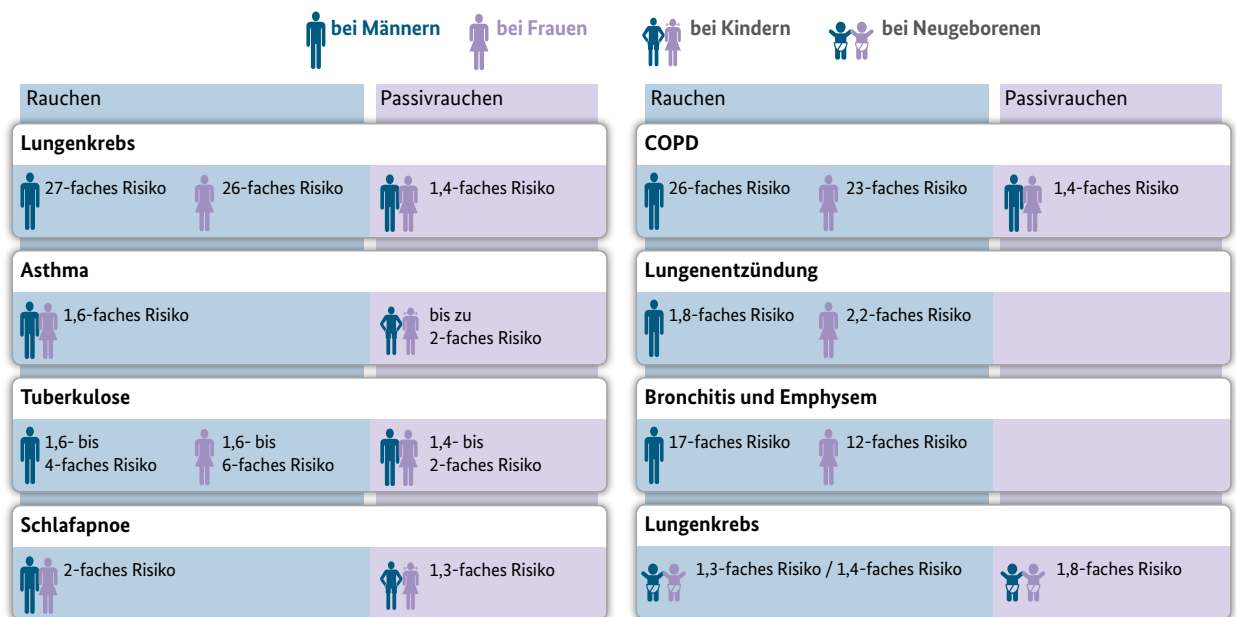 bei Männern
bei Frauen
bei Kindern
bei Neugeborenen
Rauchen
Passivrauchen
Lungenkrebs
27-faches Risiko
26-faches Risiko
1,4-faches Risiko
Asthma
1,6-faches Risiko
bis zu
2-faches Risiko
Tuberkulose
1,6- bis
4-faches Risiko
1,6- bis
6-faches Risiko
1,4- bis
2-faches Risiko
Schlafapnoe
2-faches Risiko
1,3-faches Risiko
Rauchen
Passivrauchen
COPD
26-faches Risiko
23-faches Risiko
1,4-faches Risiko
Lungenentzündung
1,8-faches Risiko
2,2-faches Risiko
Bronchitis und Emphysem
17-faches Risiko
12-faches Risiko
Lungenkrebs
1,3-faches Risiko / 1,4-faches Risiko
1,8-faches Risiko